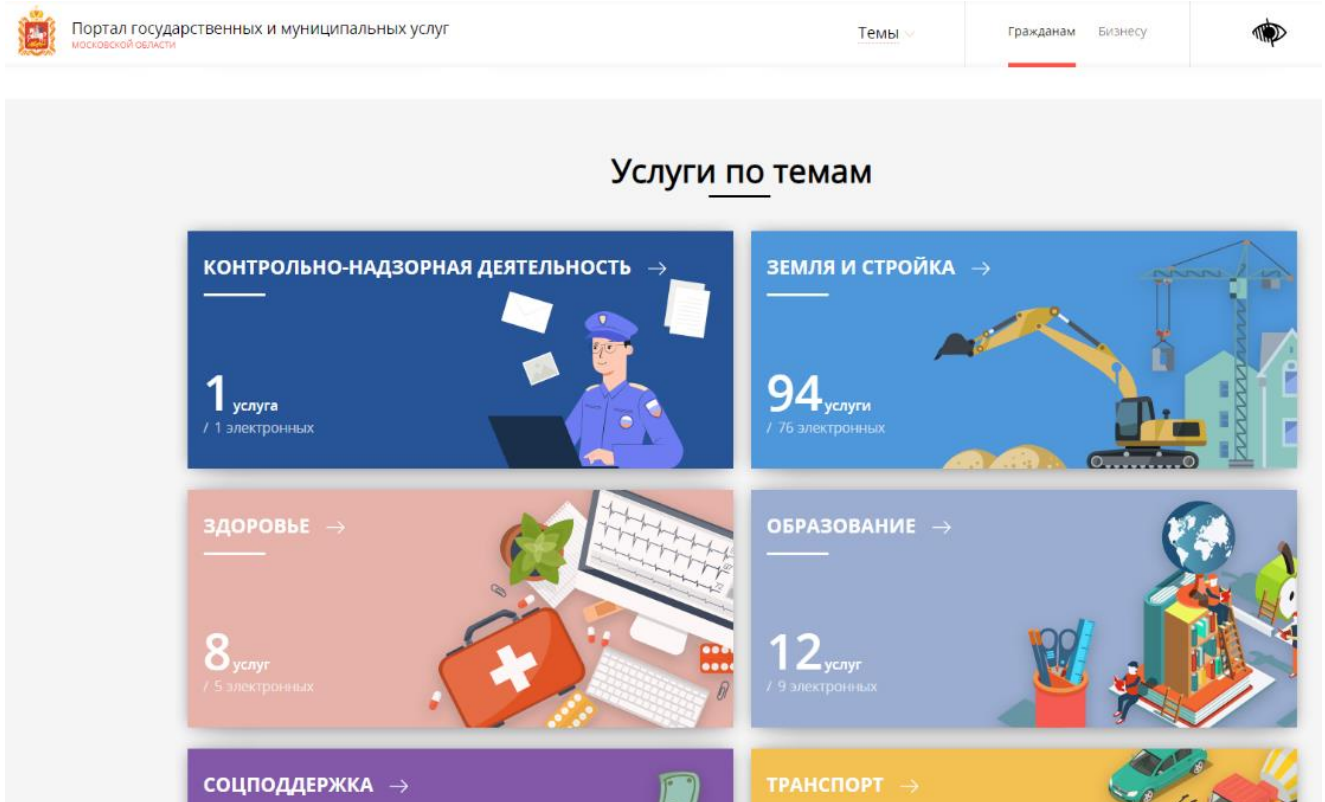 Портал государственных и муниципальных услуг
МОСКОВСКОЙ ОБЛАСТИ
Темы
Гражданам Бизнесу
Услуги по темам
КОНТРОЛЬНО-НАДЗОРНАЯ ДЕЯТЕЛЬНОСТЬ →
1 услуга
/ 1 электронных
ЗЕМЛЯ И СТРОЙКА →
94 услуги
/ 76 электронных
ЗДОРОВЬЕ →
8 услуг
/ 5 электронных
ОБРАЗОВАНИЕ →
12 услуг
/ 9 электронных
СОЦПОДДЕРЖКА →
ТРАНСПОРТ →